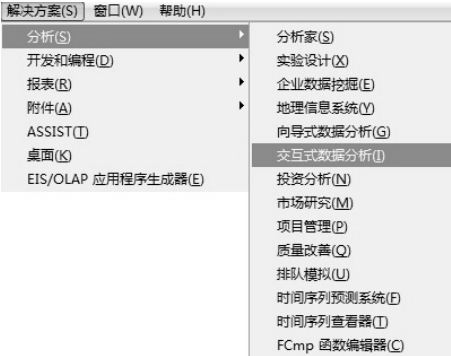 解决方案(S) 窗口(W) 帮助(H)
分析(S)
开发和编程(D)
报表(R)
附件(A)
ASSIST(T)
桌面(K)
EIS/OLAP 应用程序生成器(E)
分析家(S)
实验设计(X)
企业数据挖掘(E)
地理信息系统(Y)
向导式数据分析(G)
交互式数据分析(I)
投资分析(N)
市场研究(M)
项目管理(P)
质量改善(Q)
排队模拟(U)
时间序列预测系统(F)
时间序列查看器(T)
FCmp 函数编辑器(C)